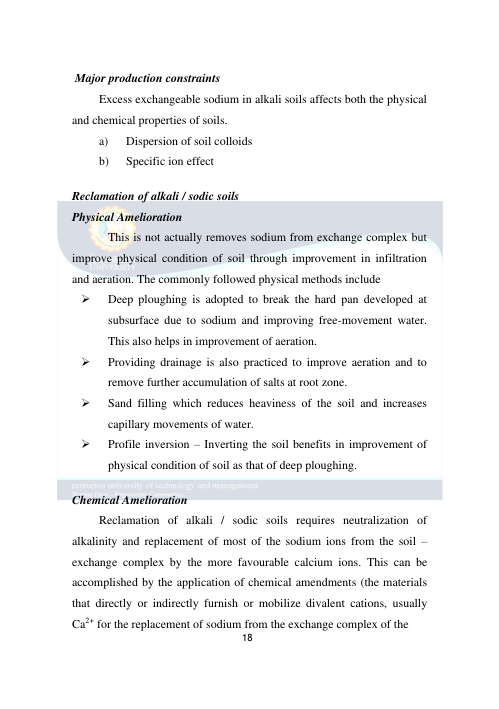 Major production constraints
Excess exchangeable sodium in alkali soils affects both the physical
and chemical properties of soils.
a) Dispersion of soil colloids
b) Specific ion effect
Reclamation of alkali / sodic soils
Physical Amelioration
This is not actually removes sodium from exchange complex but
improve physical condition of soil through improvement in infiltration
UNIVERSITY
and aeration. The commonly followed physical methods include
➢ Deep ploughing is adopted to break the hard pan developed at
subsurface due to sodium and improving free-movement water.
This also helps in improvement of aeration.
➢ Providing drainage is also practiced to improve aeration and to
remove further accumulation of salts at root zone.
➢ Sand filling which reduces heaviness of the soil and increases
capillary movements of water.
➢ Profile inversion – Inverting the soil benefits in improvement of
physical condition of soil as that of deep ploughing.
centurion university of technology and management
Chemical Amelioration
Reclamation of alkali / sodic soils requires neutralization of
alkalinity and replacement of most of the sodium ions from the soil –
exchange complex by the more favourable calcium ions. This can be
accomplished by the application of chemical amendments (the materials
that directly or indirectly furnish or mobilize divalent cations, usually
Ca2+ for the replacement of sodium from the exchange complex of the
18